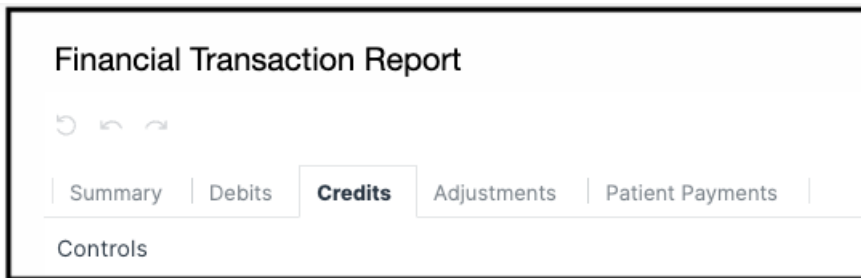 Financial Transaction Report
Summary Debits Credits Adjustments Patient Payments
Controls